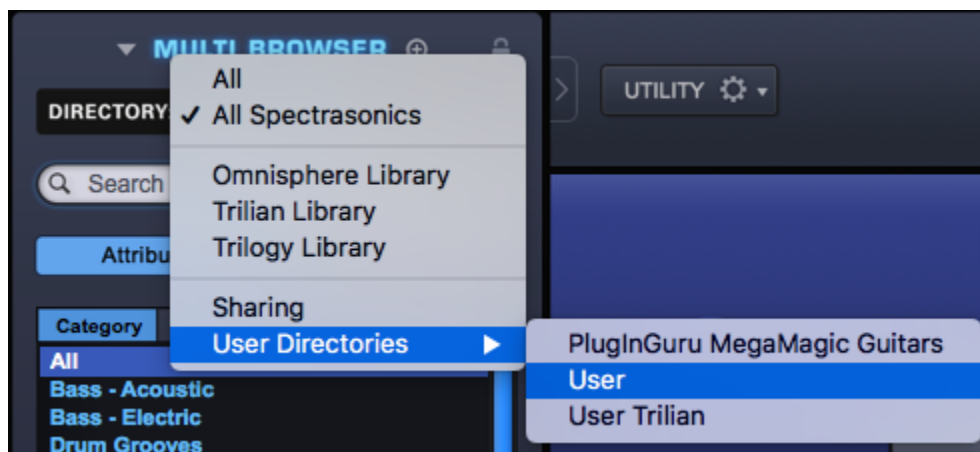 MULTI BROWSER
DIRECTORY:
UTILITY
Search
Attribu
Category
All
Bass - Acoustic
Bass - Electric
Drum Grooves
All
✓ All Spectrasonics
Omnisphere Library
Trilian Library
Trilogy Library
Sharing
User Directories
PlugInGuru MegaMagic Guitars
User
User Trilian